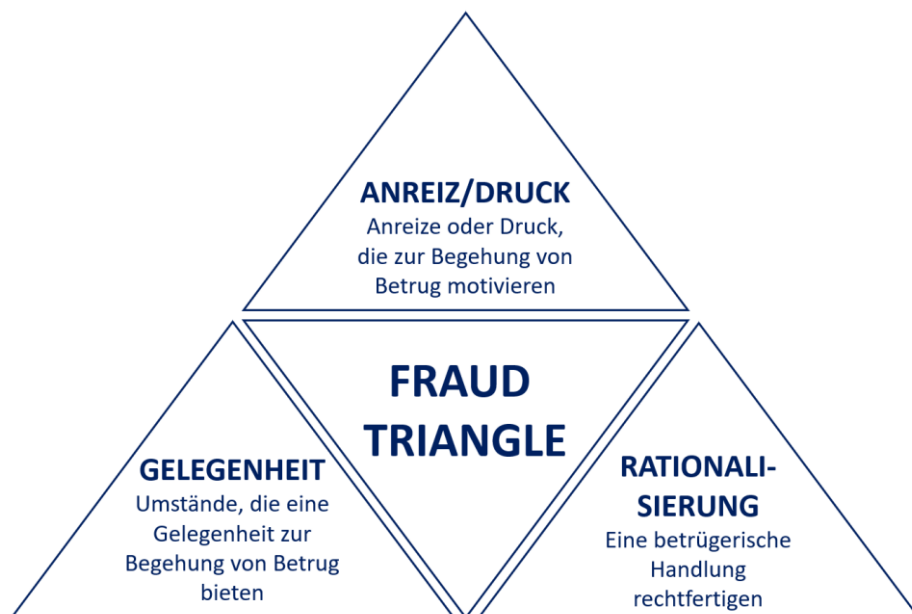 ANREIZ/DRUCK
Anreize oder Druck,
die zur Begehung von
Betrug motivieren
FRAUD
TRIANGLE
GELEGENHEIT
Umstände, die eine
Gelegenheit zur
Begehung von Betrug
bieten
RATIONALI-
SIERUNG
Eine betrügerische
Handlung
rechtfertigen